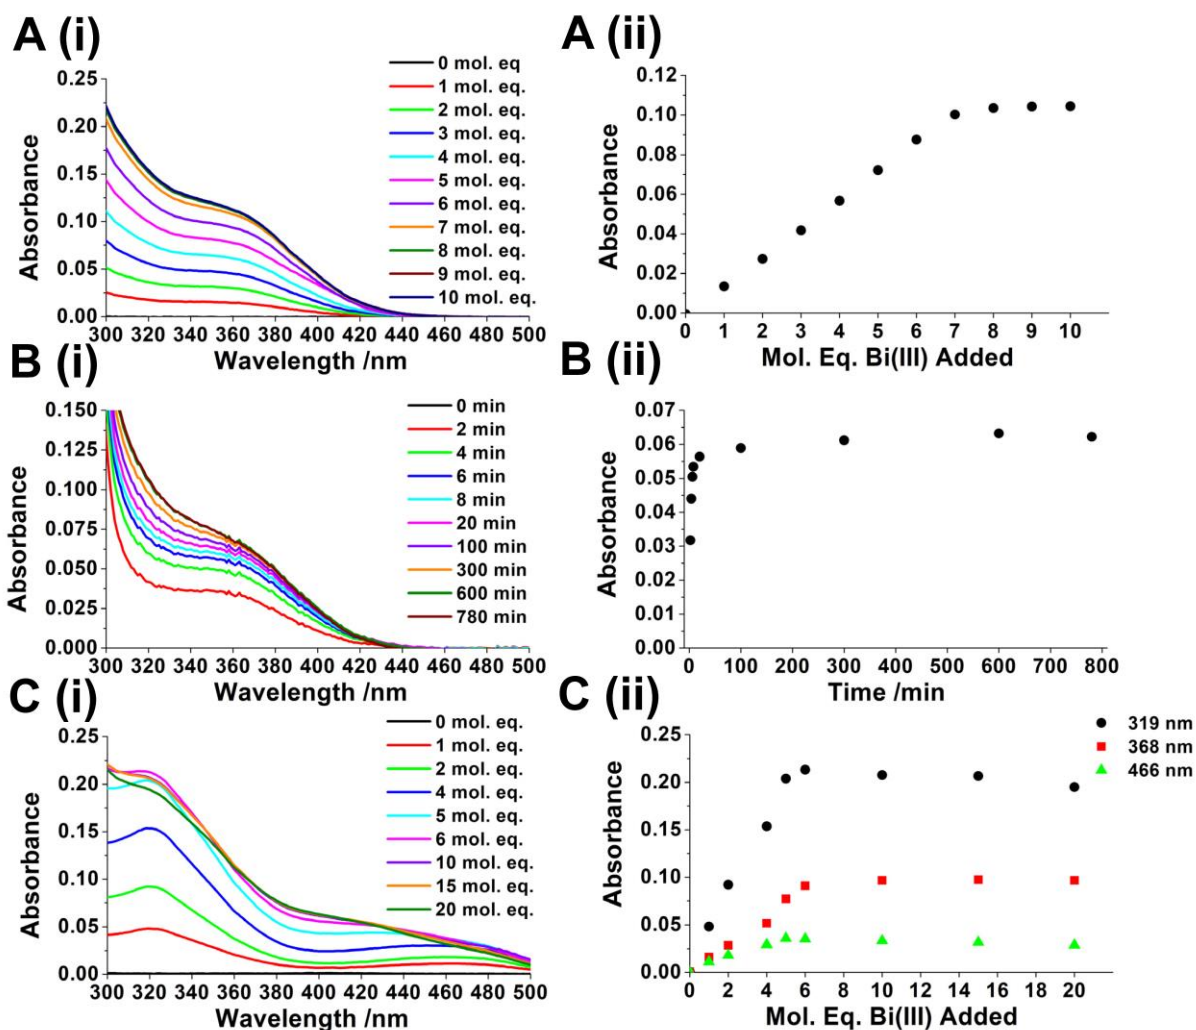 A (i)
0.25
0.20
0.15
0.10
0.05
0.00
Absorbance
300 320 340 360 380 400 420 440 460 480 500
Wavelength /nm
0 mol. eq
1 mol. eq.
2 mol. eq.
3 mol. eq.
4 mol. eq.
5 mol. eq.
6 mol. eq.
7 mol. eq.
8 mol. eq.
9 mol. eq.
10 mol. eq.
A (ii)
0.12
0.10
0.08
0.06
0.04
0.02
0.00
Absorbance
0 1 2 3 4 5 6 7 8 9 10
Mol. Eq. Bi(III) Added
B (i)
0.150
0.125
0.100
0.075
0.050
0.025
0.000
Absorbance
300 320 340 360 380 400 420 440 460 480 500
Wavelength /nm
0 min
2 min
4 min
6 min
8 min
20 min
100 min
300 min
600 min
780 min
B (ii)
0.07
0.06
0.05
0.04
0.03
0.02
0.01
0.00
Absorbance
0 100 200 300 400 500 600 700 800
Time /min
C (i)
0.25
0.20
0.15
0.10
0.05
0.00
Absorbance
300 320 340 360 380 400 420 440 460 480 500
Wavelength /nm
0 mol. eq.
1 mol. eq.
2 mol. eq.
4 mol. eq.
5 mol. eq.
6 mol. eq.
10 mol. eq.
15 mol. eq.
20 mol. eq.
C (ii)
0.25
0.20
0.15
0.10
0.05
0.00
Absorbance
0 2 4 6 8 10 12 14 16 18 20
Mol. Eq. Bi(III) Added
319 nm
368 nm
466 nm